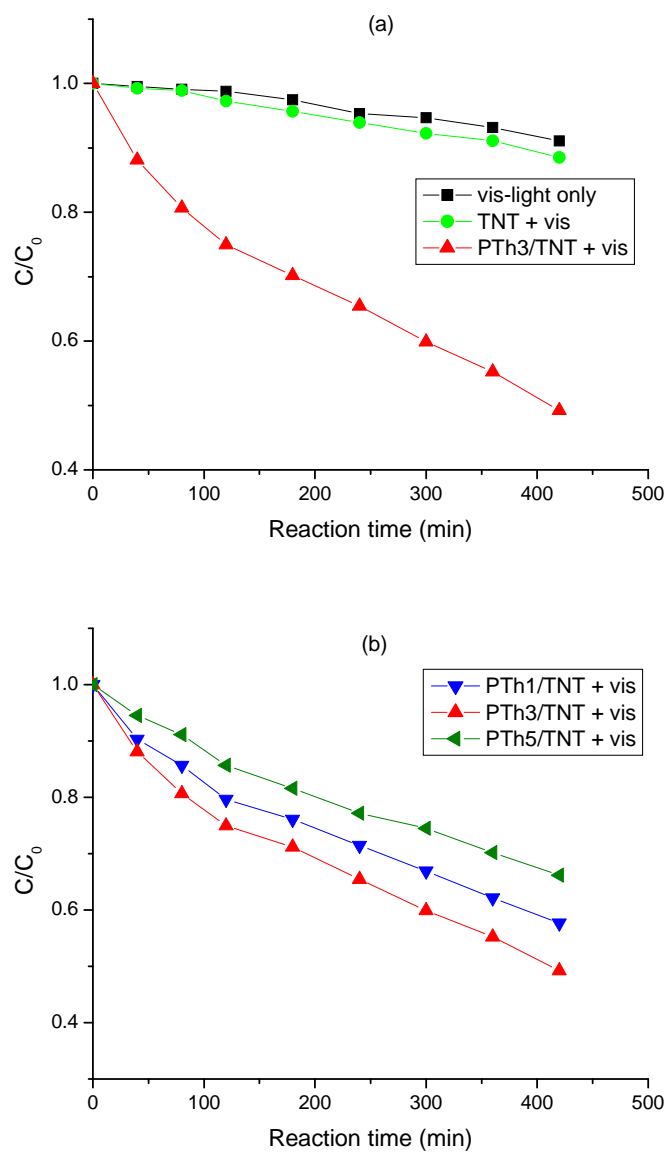 (a)
1.0
0.8
0.6
0.4
C/C0
vis-light only
TNT + vis
PTh3/TNT + vis
0 100 200 300 400 500
Reaction time (min)
(b)
1.0
0.8
0.6
0.4
C/C0
PTh1/TNT + vis
PTh3/TNT + vis
PTh5/TNT + vis
0 100 200 300 400 500
Reaction time (min)